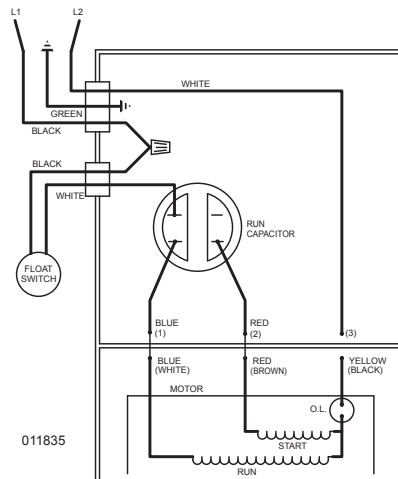 L1
L2
WHITE
GREEN
BLACK
BLACK
WHITE
FLOAT
SWITCH
RUN
CAPACITOR
BLUE
(1)
RED
(2)
(3)
BLUE
(WHITE)
RED
(BROWN)
YELLOW
(BLACK)
MOTOR
O.L.
START
RUN
011835